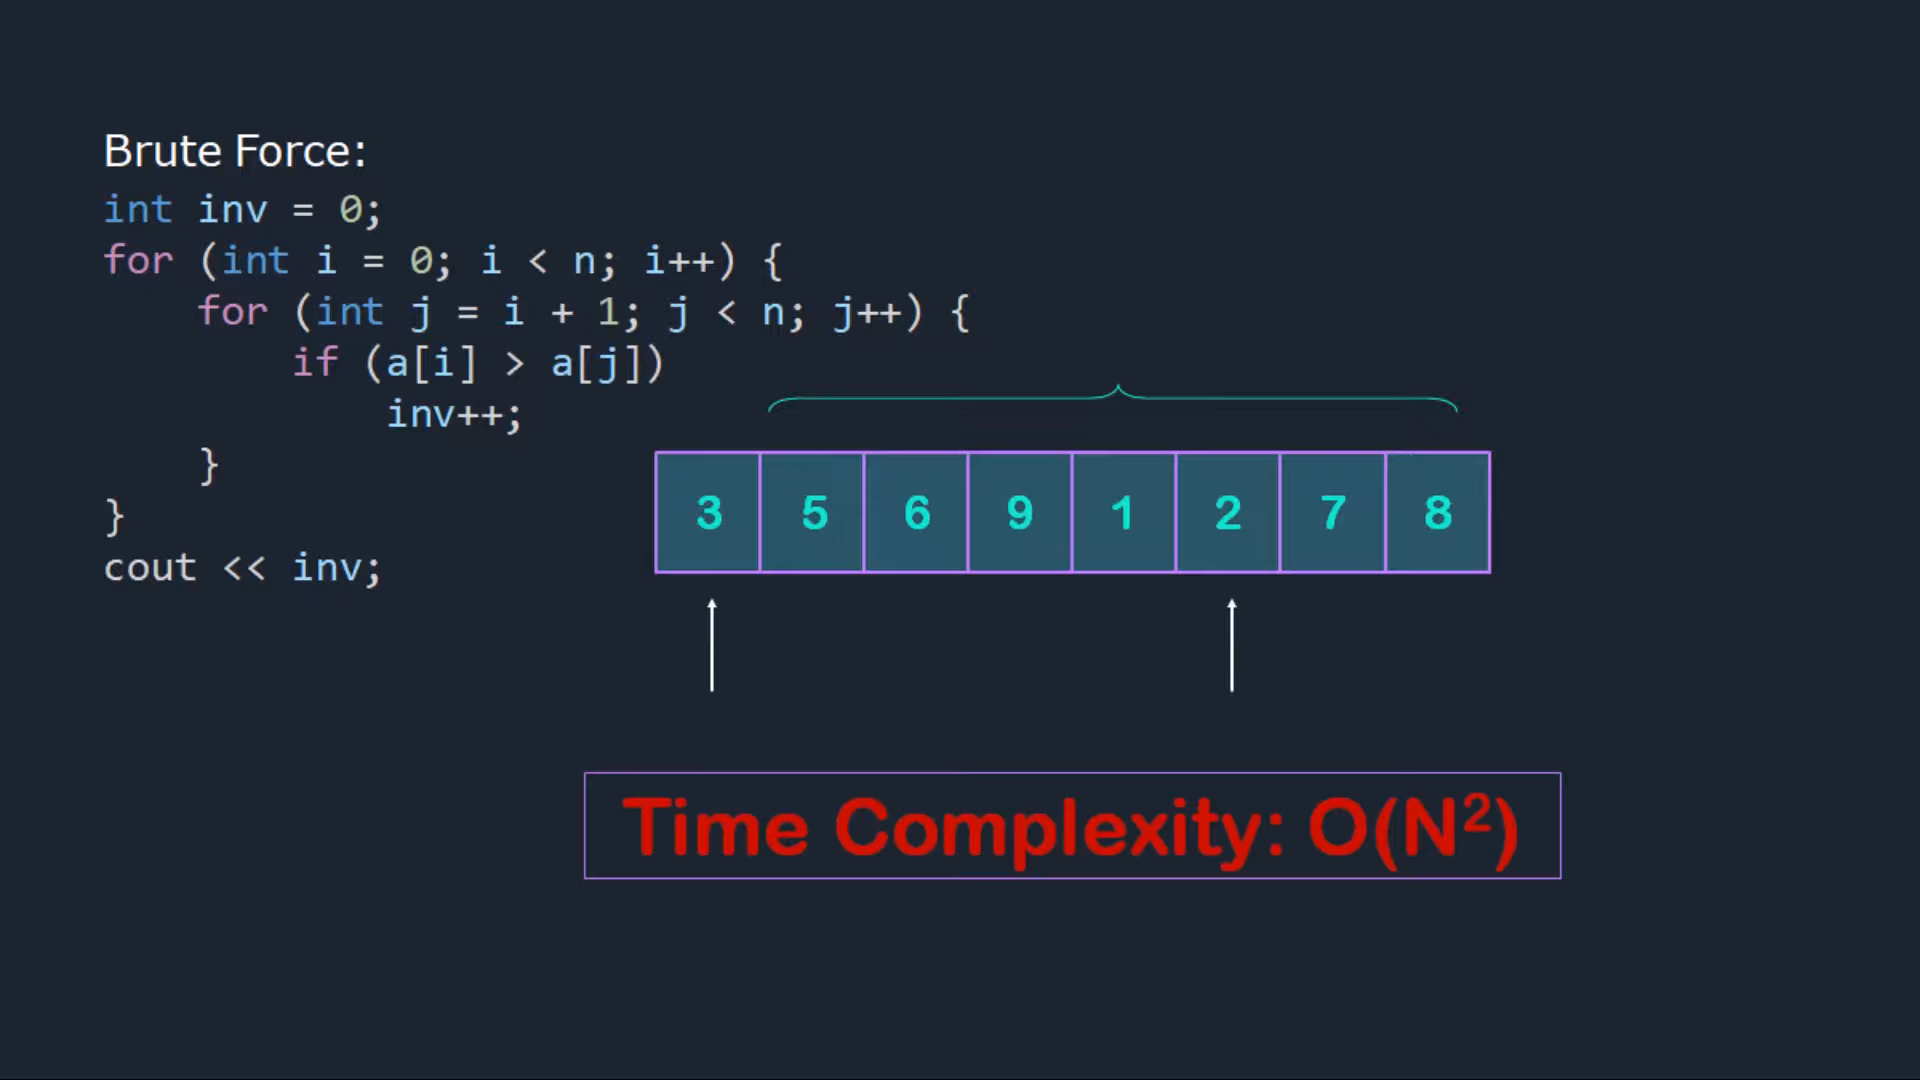 Brute Force:
int inv = 0;
for (int i = 0; i < n; i++) {
    for (int j = i + 1; j < n; j++) {
        if (a[i] > a[j])
            inv++;
    }
}
cout << inv;
3 5 6 9 1 2 7 8
Time Complexity: O(N²)